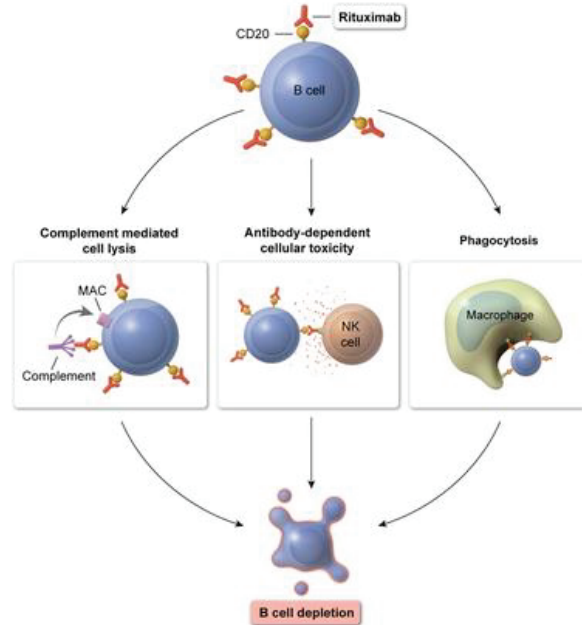 Rituximab
CD20
B cell
Complement mediated
cell lysis
Antibody-dependent
cellular toxicity
Phagocytosis
MAC
Complement
NK
cell
Macrophage
B cell depletion